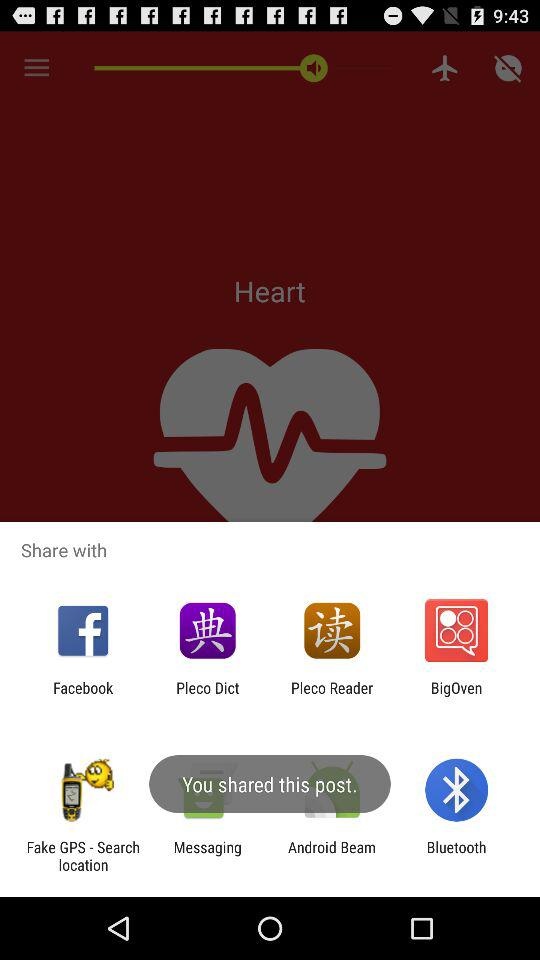 9:43
Heart
Share with
典
读
Facebook
Pleco Dict
Pleco Reader
BigOven
You shared this post.
Fake GPS - Search
location
Messaging
Android Beam
Bluetooth